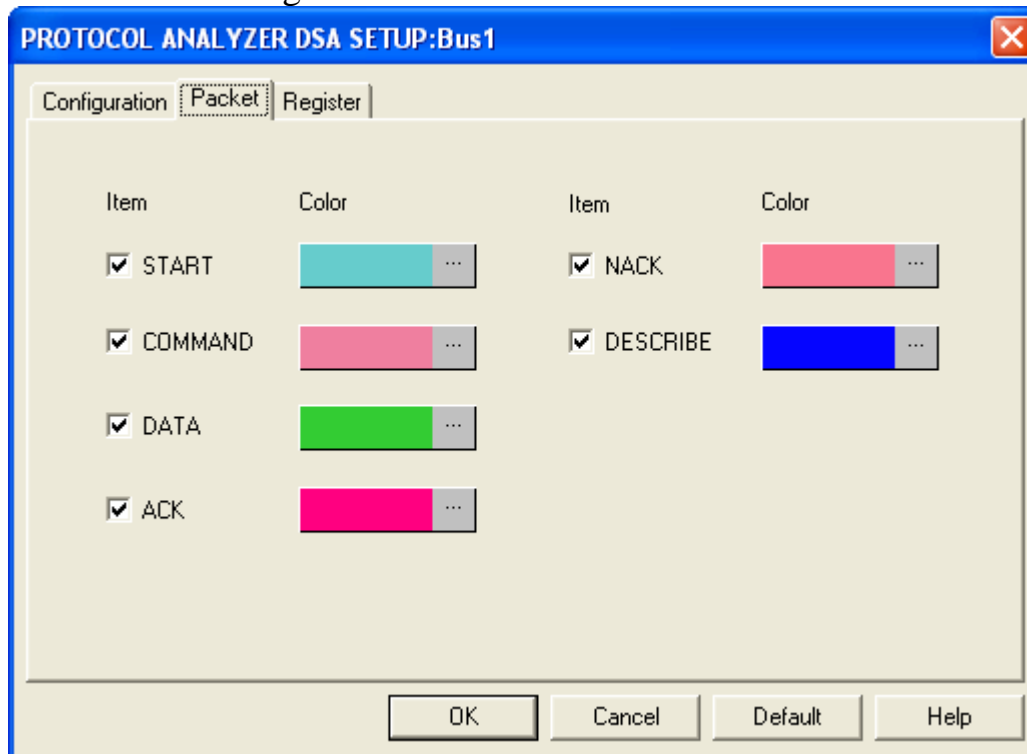 PROTOCOL ANALYZER DSA SETUP:Bus1
Configuration Packet Register
Item Color Item Color
START ... NACK ...
COMMAND ... DESCRIBE ...
DATA ...
ACK ...
OK Cancel Default Help